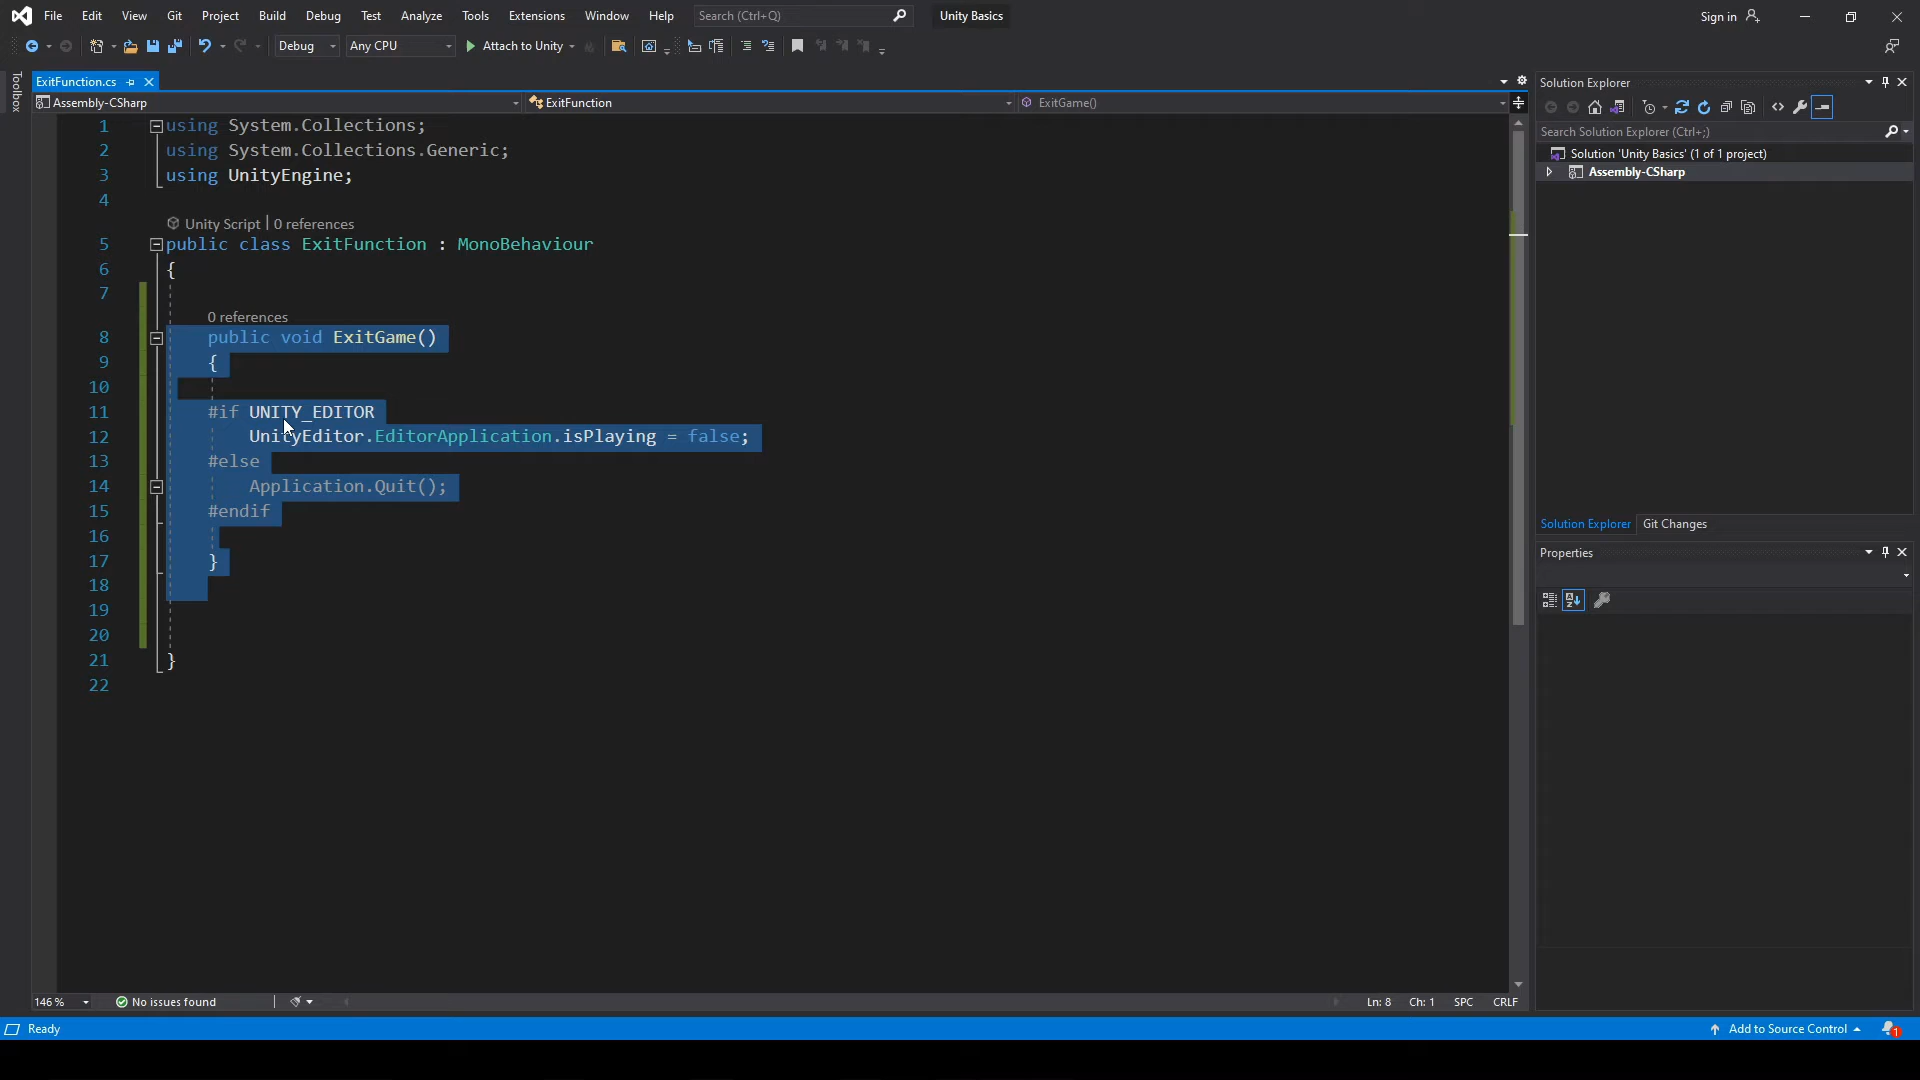 File Edit View Git Project Build Debug Test Analyze Tools Extensions Window Help Search (Ctrl+Q) Unity Basics Sign in
Debug Any CPU Attach to Unity
Toolbox
ExitFunction.cs
Assembly-CSharp ExitFunction ExitGame()
1 using System.Collections;
2 using System.Collections.Generic;
3 using UnityEngine;
4
Unity Script | 0 references
5 public class ExitFunction : MonoBehaviour
6 {
7
0 references
8 public void ExitGame()
9 {
10
11 #if UNITY_EDITOR
12 UnityEditor.EditorApplication.isPlaying = false;
13 #else
14 Application.Quit();
15 #endif
16
17 }
18
19
20
21 }
22
146 % No issues found Ln: 8 Ch: 1 SPC CRLF
Solution Explorer
Search Solution Explorer (Ctrl+;)
Solution 'Unity Basics' (1 of 1 project)
Assembly-CSharp
Solution Explorer Git Changes
Properties
Ready Add to Source Control 1